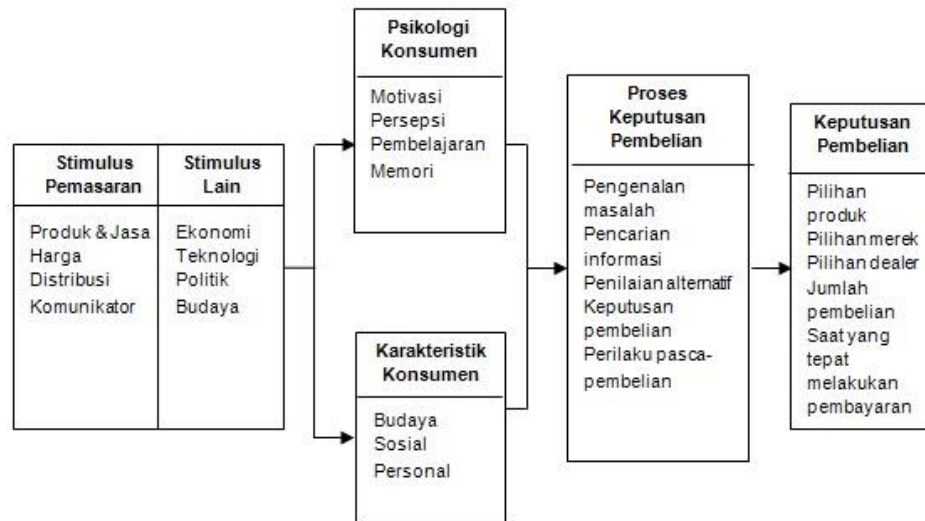 Stimulus
Pemasaran
Produk & Jasa
Harga
Distribusi
Komunikator
Stimulus
Lain
Ekonomi
Teknologi
Politik
Budaya
Psikologi
Konsumen
Motivasi
Persepsi
Pembelajaran
Memori
Karakteristik
Konsumen
Budaya
Sosial
Personal
Proses
Keputusan
Pembelian
Pengenalan
masalah
Pencarian
informasi
Penilaian alternatif
Keputusan
pembelian
Perilaku pasca-
pembelian
Keputusan
Pembelian
Pilihan
produk
Pilihan merek
Pilihan dealer
Jumlah
pembelian
Saat yang
tepat
melakukan
pembayaran